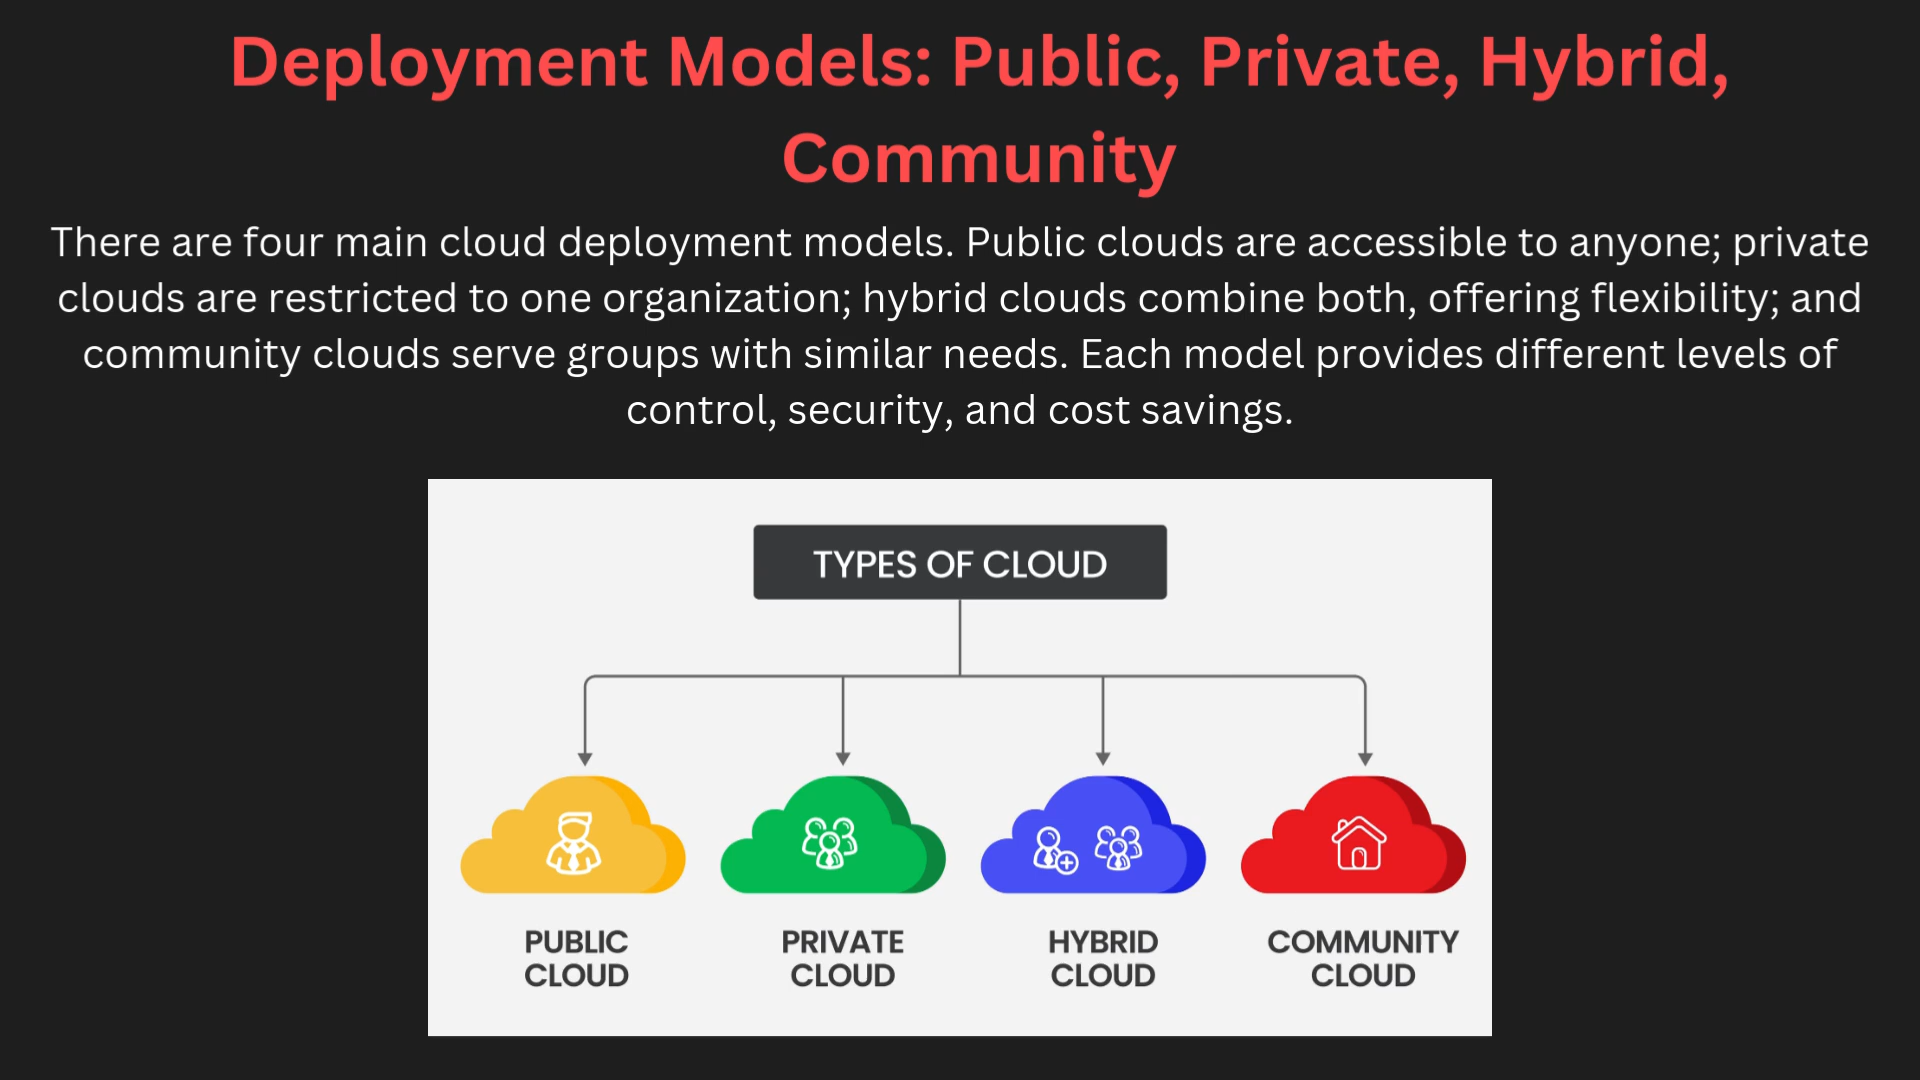 Deployment Models: Public, Private, Hybrid,
Community
There are four main cloud deployment models. Public clouds are accessible to anyone; private
clouds are restricted to one organization; hybrid clouds combine both, offering flexibility; and
community clouds serve groups with similar needs. Each model provides different levels of
control, security, and cost savings.
TYPES OF CLOUD
PUBLIC
CLOUD
PRIVATE
CLOUD
HYBRID
CLOUD
COMMUNITY
CLOUD